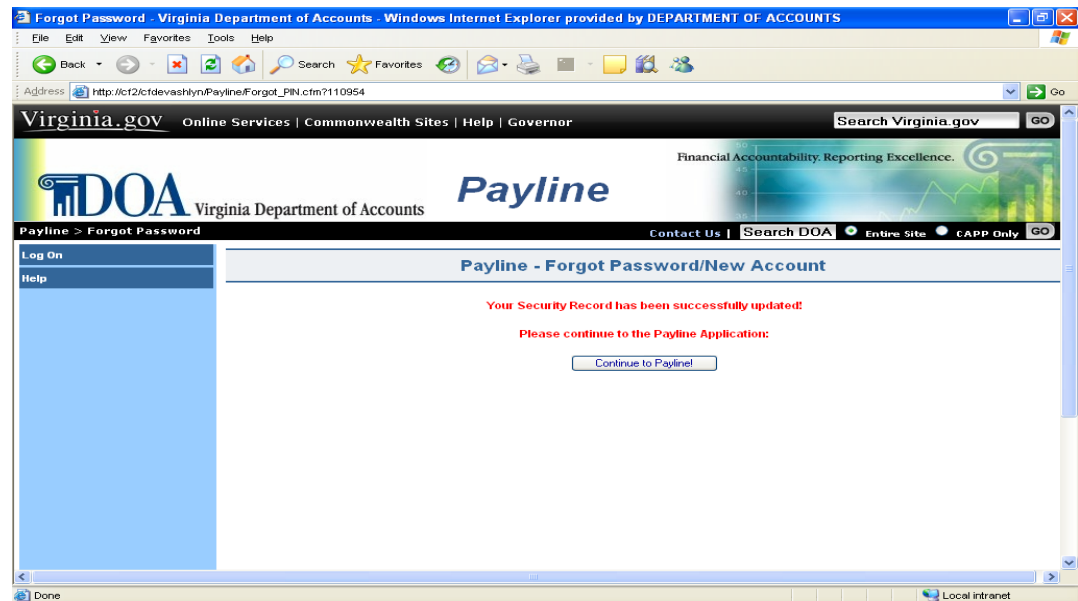 Forgot Password - Virginia Department of Accounts - Windows Internet Explorer provided by DEPARTMENT OF ACCOUNTS
File Edit View Favorites Tools Help
Back Search Favorites
Address http://cf2/cfdevashlyn/Payline/Forgot_PIN.cfm?110954 Go
Virginia.gov Online Services | Commonwealth Sites | Help | Governor Search Virginia.gov GO
Financial Accountability. Reporting Excellence.
DOA Virginia Department of Accounts Payline
50
45
40
35
Payline > Forgot Password Contact Us | Search DOA Entire Site CAPP Only GO
Log On
Help
Payline - Forgot Password/New Account
Your Security Record has been successfully updated!
Please continue to the Payline Application:
Continue to Payline!
Done Local intranet